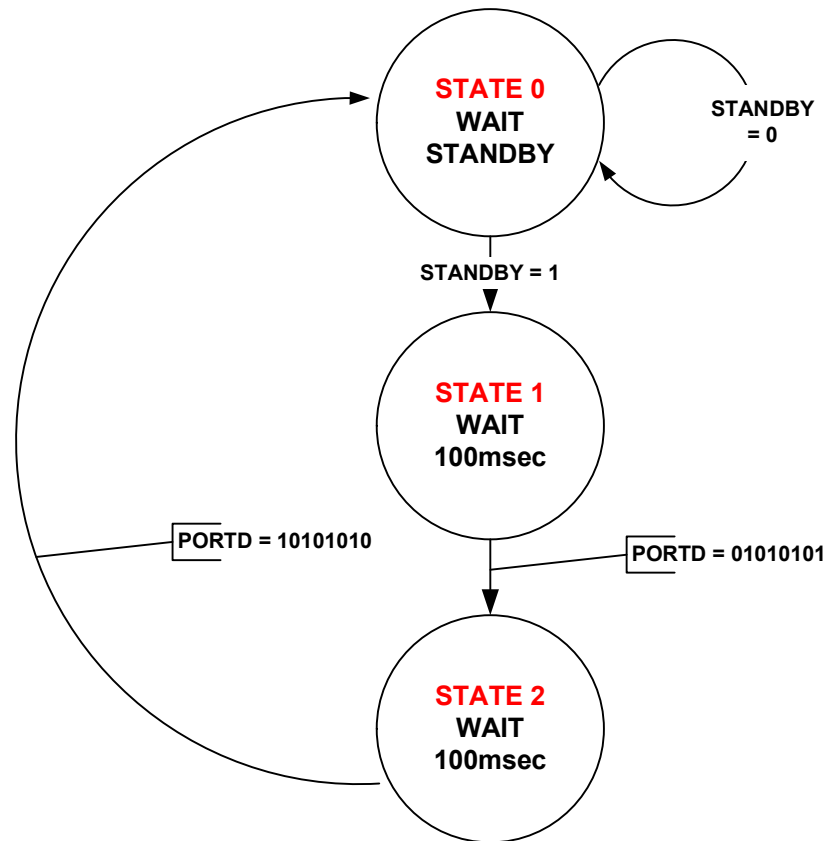 STATE 0
WAIT
STANDBY
STANDBY
= 0
STANDBY = 1
STATE 1
WAIT
100msec
PORTD = 10101010
PORTD = 01010101
STATE 2
WAIT
100msec